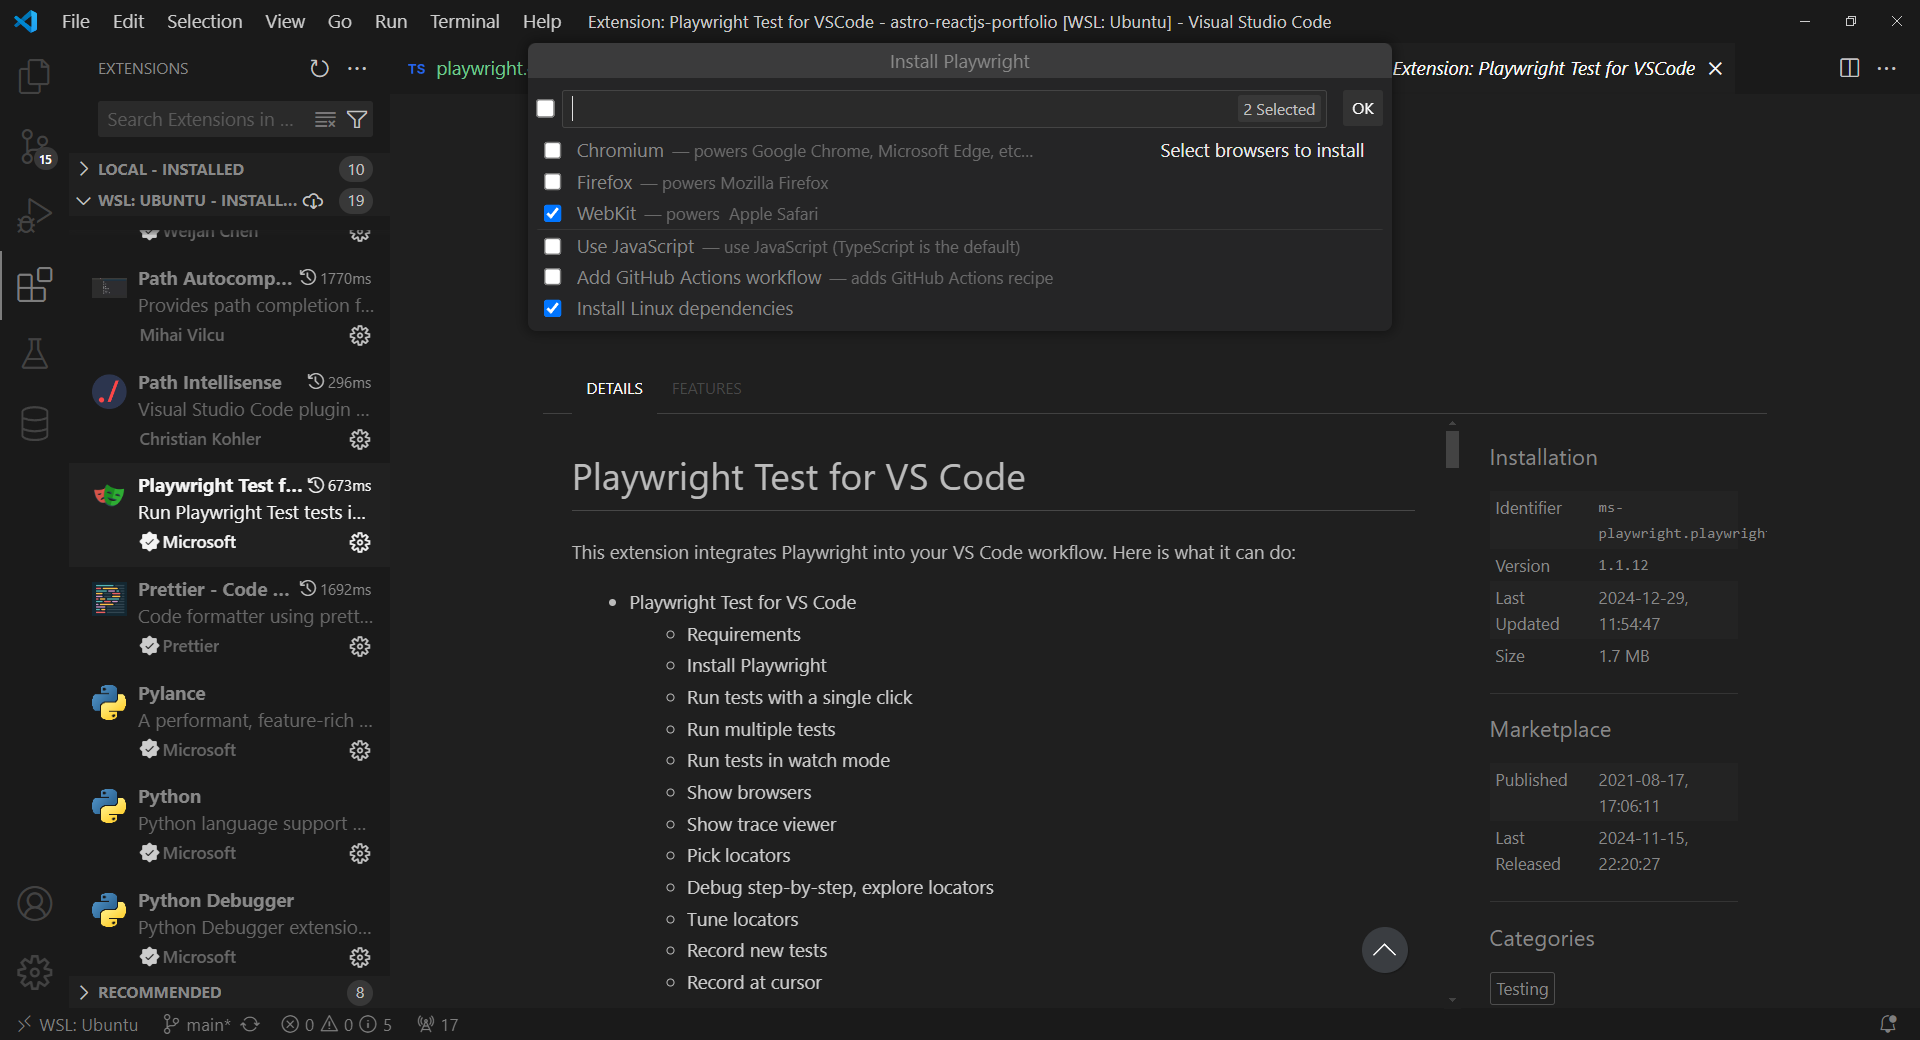 File Edit Selection View Go Run Terminal Help Extension: Playwright Test for VSCode - astro-reactjs-portfolio [WSL: Ubuntu] - Visual Studio Code
EXTENSIONS
TS playwright.
Extension: Playwright Test for VSCode
Install Playwright
2 Selected
OK
Chromium — powers Google Chrome, Microsoft Edge, etc...
Select browsers to install
Firefox — powers Mozilla Firefox
WebKit — powers Apple Safari
Use JavaScript — use JavaScript (TypeScript is the default)
Add GitHub Actions workflow — adds GitHub Actions recipe
Install Linux dependencies
Search Extensions in ...
15
LOCAL - INSTALLED 10
WSL: UBUNTU - INSTALL... 19
Weijan Chen
Path Autocomp... 1770ms
Provides path completion f...
Mihai Vilcu
Path Intellisense 296ms
Visual Studio Code plugin ...
Christian Kohler
Playwright Test f... 673ms
Run Playwright Test tests i...
Microsoft
Prettier - Code ... 1692ms
Code formatter using prett...
Prettier
Pylance
A performant, feature-rich ...
Microsoft
Python
Python language support ...
Microsoft
Python Debugger
Python Debugger extensio...
Microsoft
RECOMMENDED 8
DETAILS FEATURES
Playwright Test for VS Code
This extension integrates Playwright into your VS Code workflow. Here is what it can do:
• Playwright Test for VS Code
◦ Requirements
◦ Install Playwright
◦ Run tests with a single click
◦ Run multiple tests
◦ Run tests in watch mode
◦ Show browsers
◦ Show trace viewer
◦ Pick locators
◦ Debug step-by-step, explore locators
◦ Tune locators
◦ Record new tests
◦ Record at cursor
Installation
Identifier ms-
playwright.playwrigh
Version 1.1.12
Last 2024-12-29,
Updated 11:54:47
Size 1.7 MB
Marketplace
Published 2021-08-17,
17:06:11
Last 2024-11-15,
Released 22:20:27
Categories
Testing
WSL: Ubuntu main* 0 0 5 17